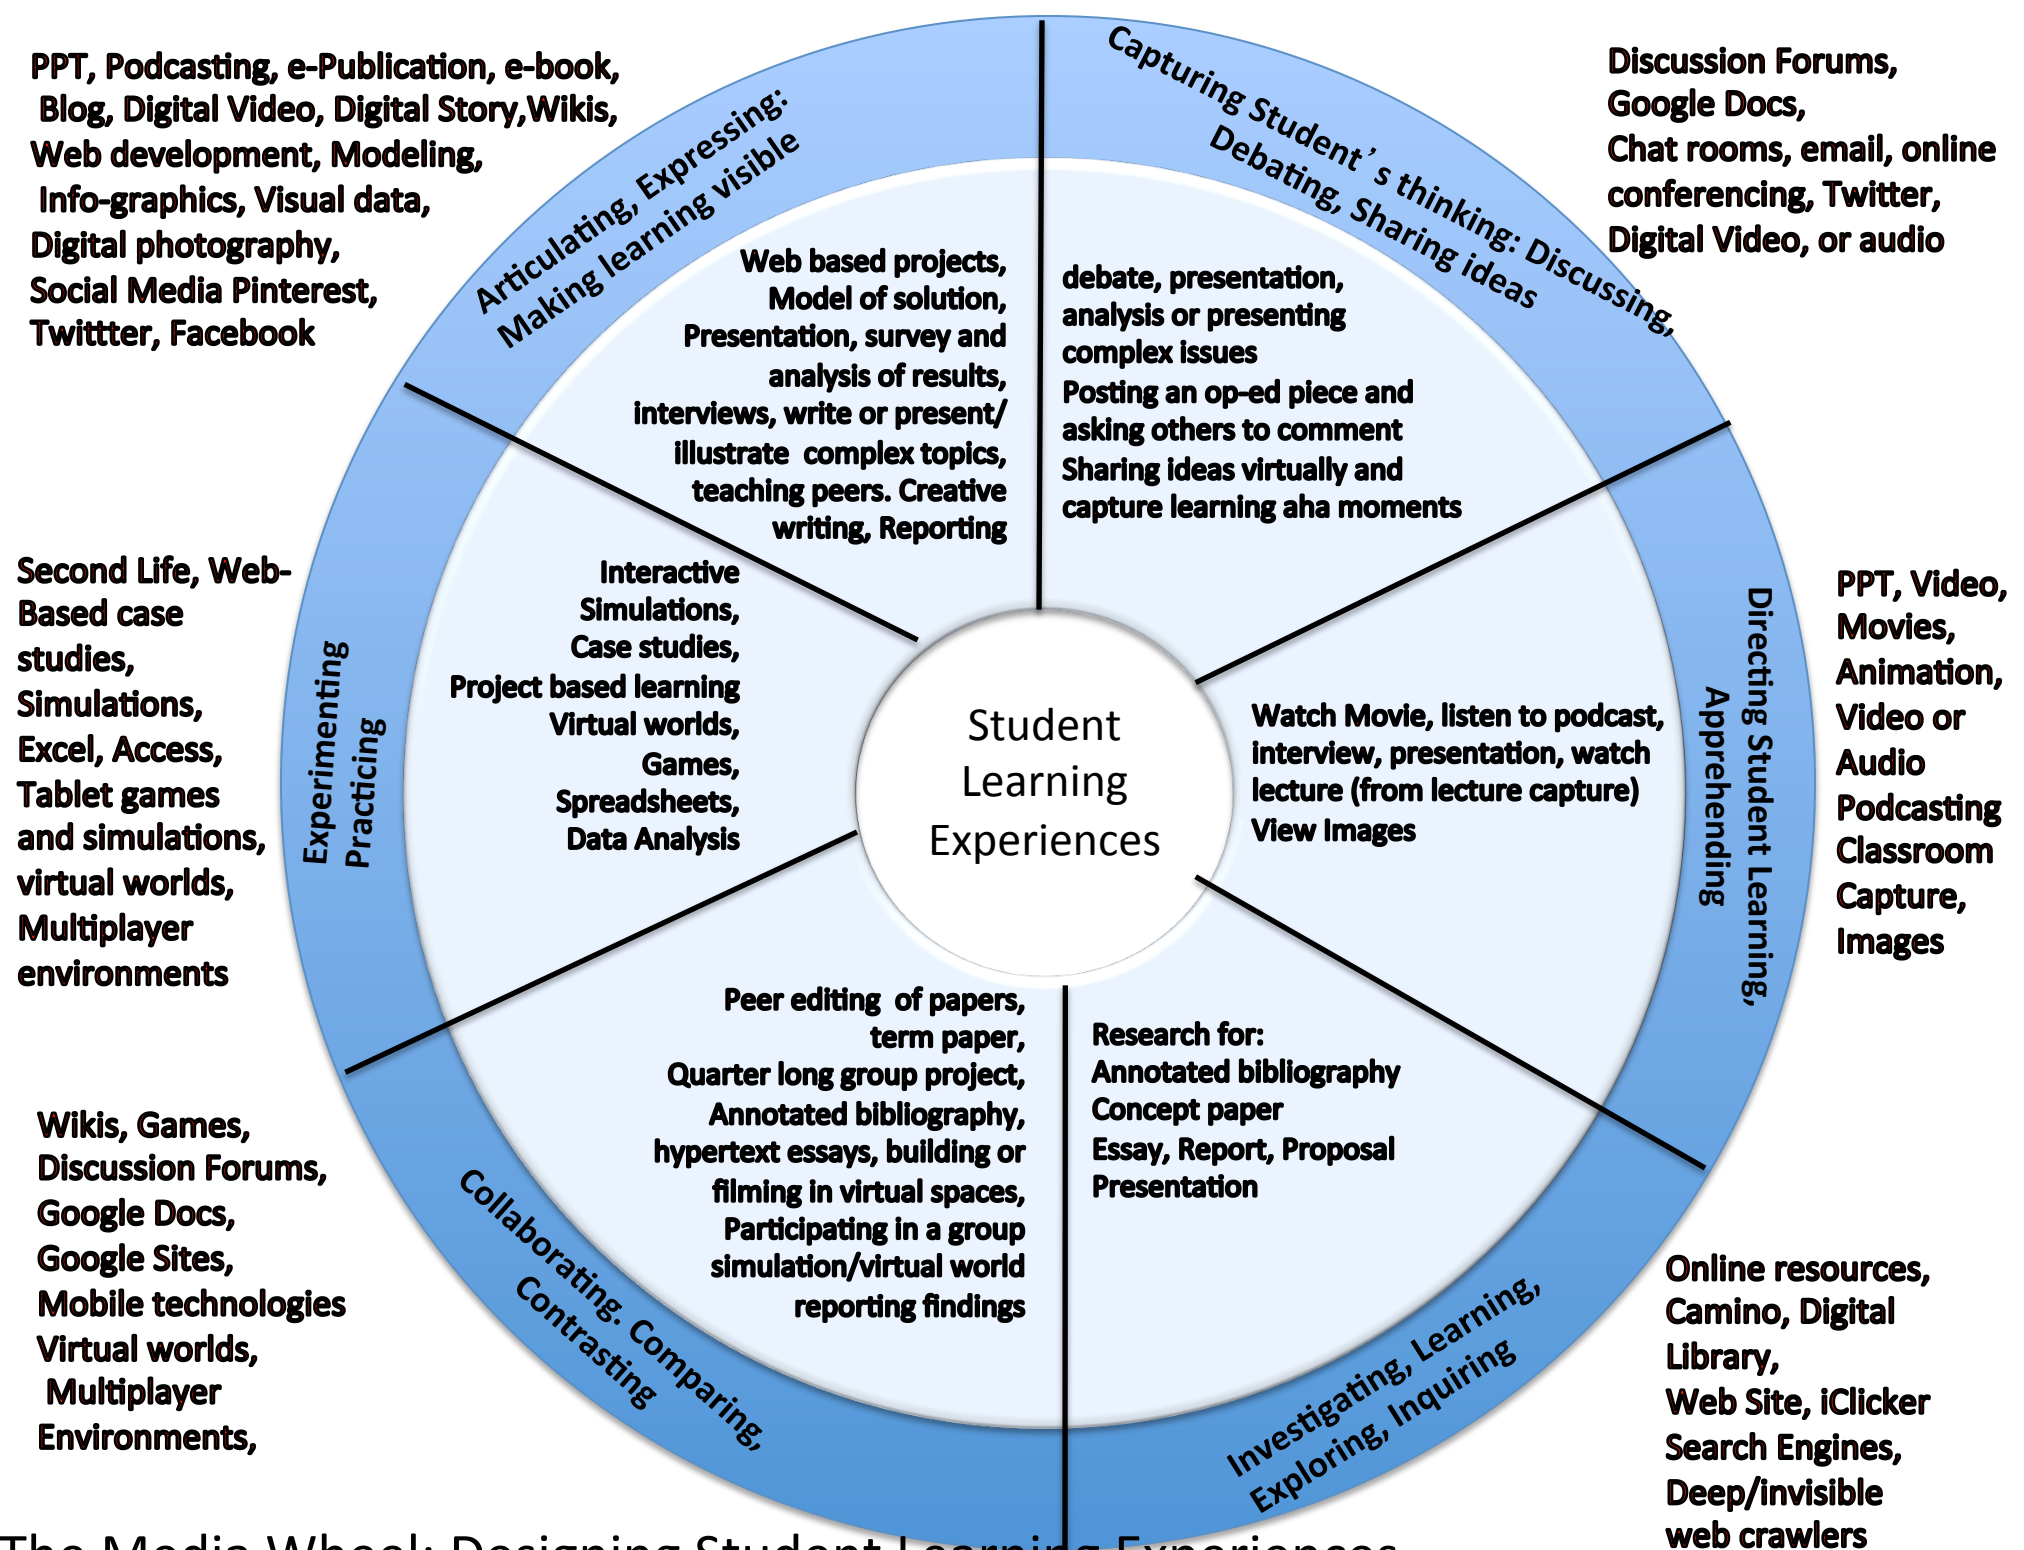 PPT, Podcasting, e-Publication, e-book,
Blog, Digital Video, Digital Story,Wikis,
Web development, Modeling,
Info-graphics, Visual data,
Digital photography,
Social Media Pinterest,
Twittter, Facebook
Articulating, Expressing:
Making learning visible
Capturing Student’s thinking: Discussing,
Debating, Sharing ideas
Discussion Forums,
Google Docs,
Chat rooms, email, online
conferencing, Twitter,
Digital Video, or audio
Web based projects,
Model of solution,
Presentation, survey and
analysis of results,
interviews, write or present/
illustrate complex topics,
teaching peers. Creative
writing, Reporting
debate, presentation,
analysis or presenting
complex issues
Posting an op-ed piece and
asking others to comment
Sharing ideas virtually and
capture learning aha moments
Second Life, Web-
Based case
studies,
Simulations,
Excel, Access,
Tablet games
and simulations,
virtual worlds,
Multiplayer
environments
Experimenting
Practicing
Interactive
Simulations,
Case studies,
Project based learning
Virtual worlds,
Games,
Spreadsheets,
Data Analysis
Student
Learning
Experiences
Watch Movie, listen to podcast,
interview, presentation, watch
lecture (from lecture capture)
View Images
Directing Student Learning,
Apprehending
PPT, Video,
Movies,
Animation,
Video or
Audio
Podcasting
Classroom
Capture,
Images
Wikis, Games,
Discussion Forums,
Google Docs,
Google Sites,
Mobile technologies
Virtual worlds,
Multiplayer
Environments,
Collaborating. Comparing,
Contrasting
Peer editing of papers,
term paper,
Quarter long group project,
Annotated bibliography,
hypertext essays, building or
filming in virtual spaces,
Participating in a group
simulation/virtual world
reporting findings
Research for:
Annotated bibliography
Concept paper
Essay, Report, Proposal
Presentation
Investigating, Learning,
Exploring, Inquiring
Online resources,
Camino, Digital
Library,
Web Site, iClicker
Search Engines,
Deep/invisible
web crawlers
The Media Wheel: Designing Student Learning Experiences